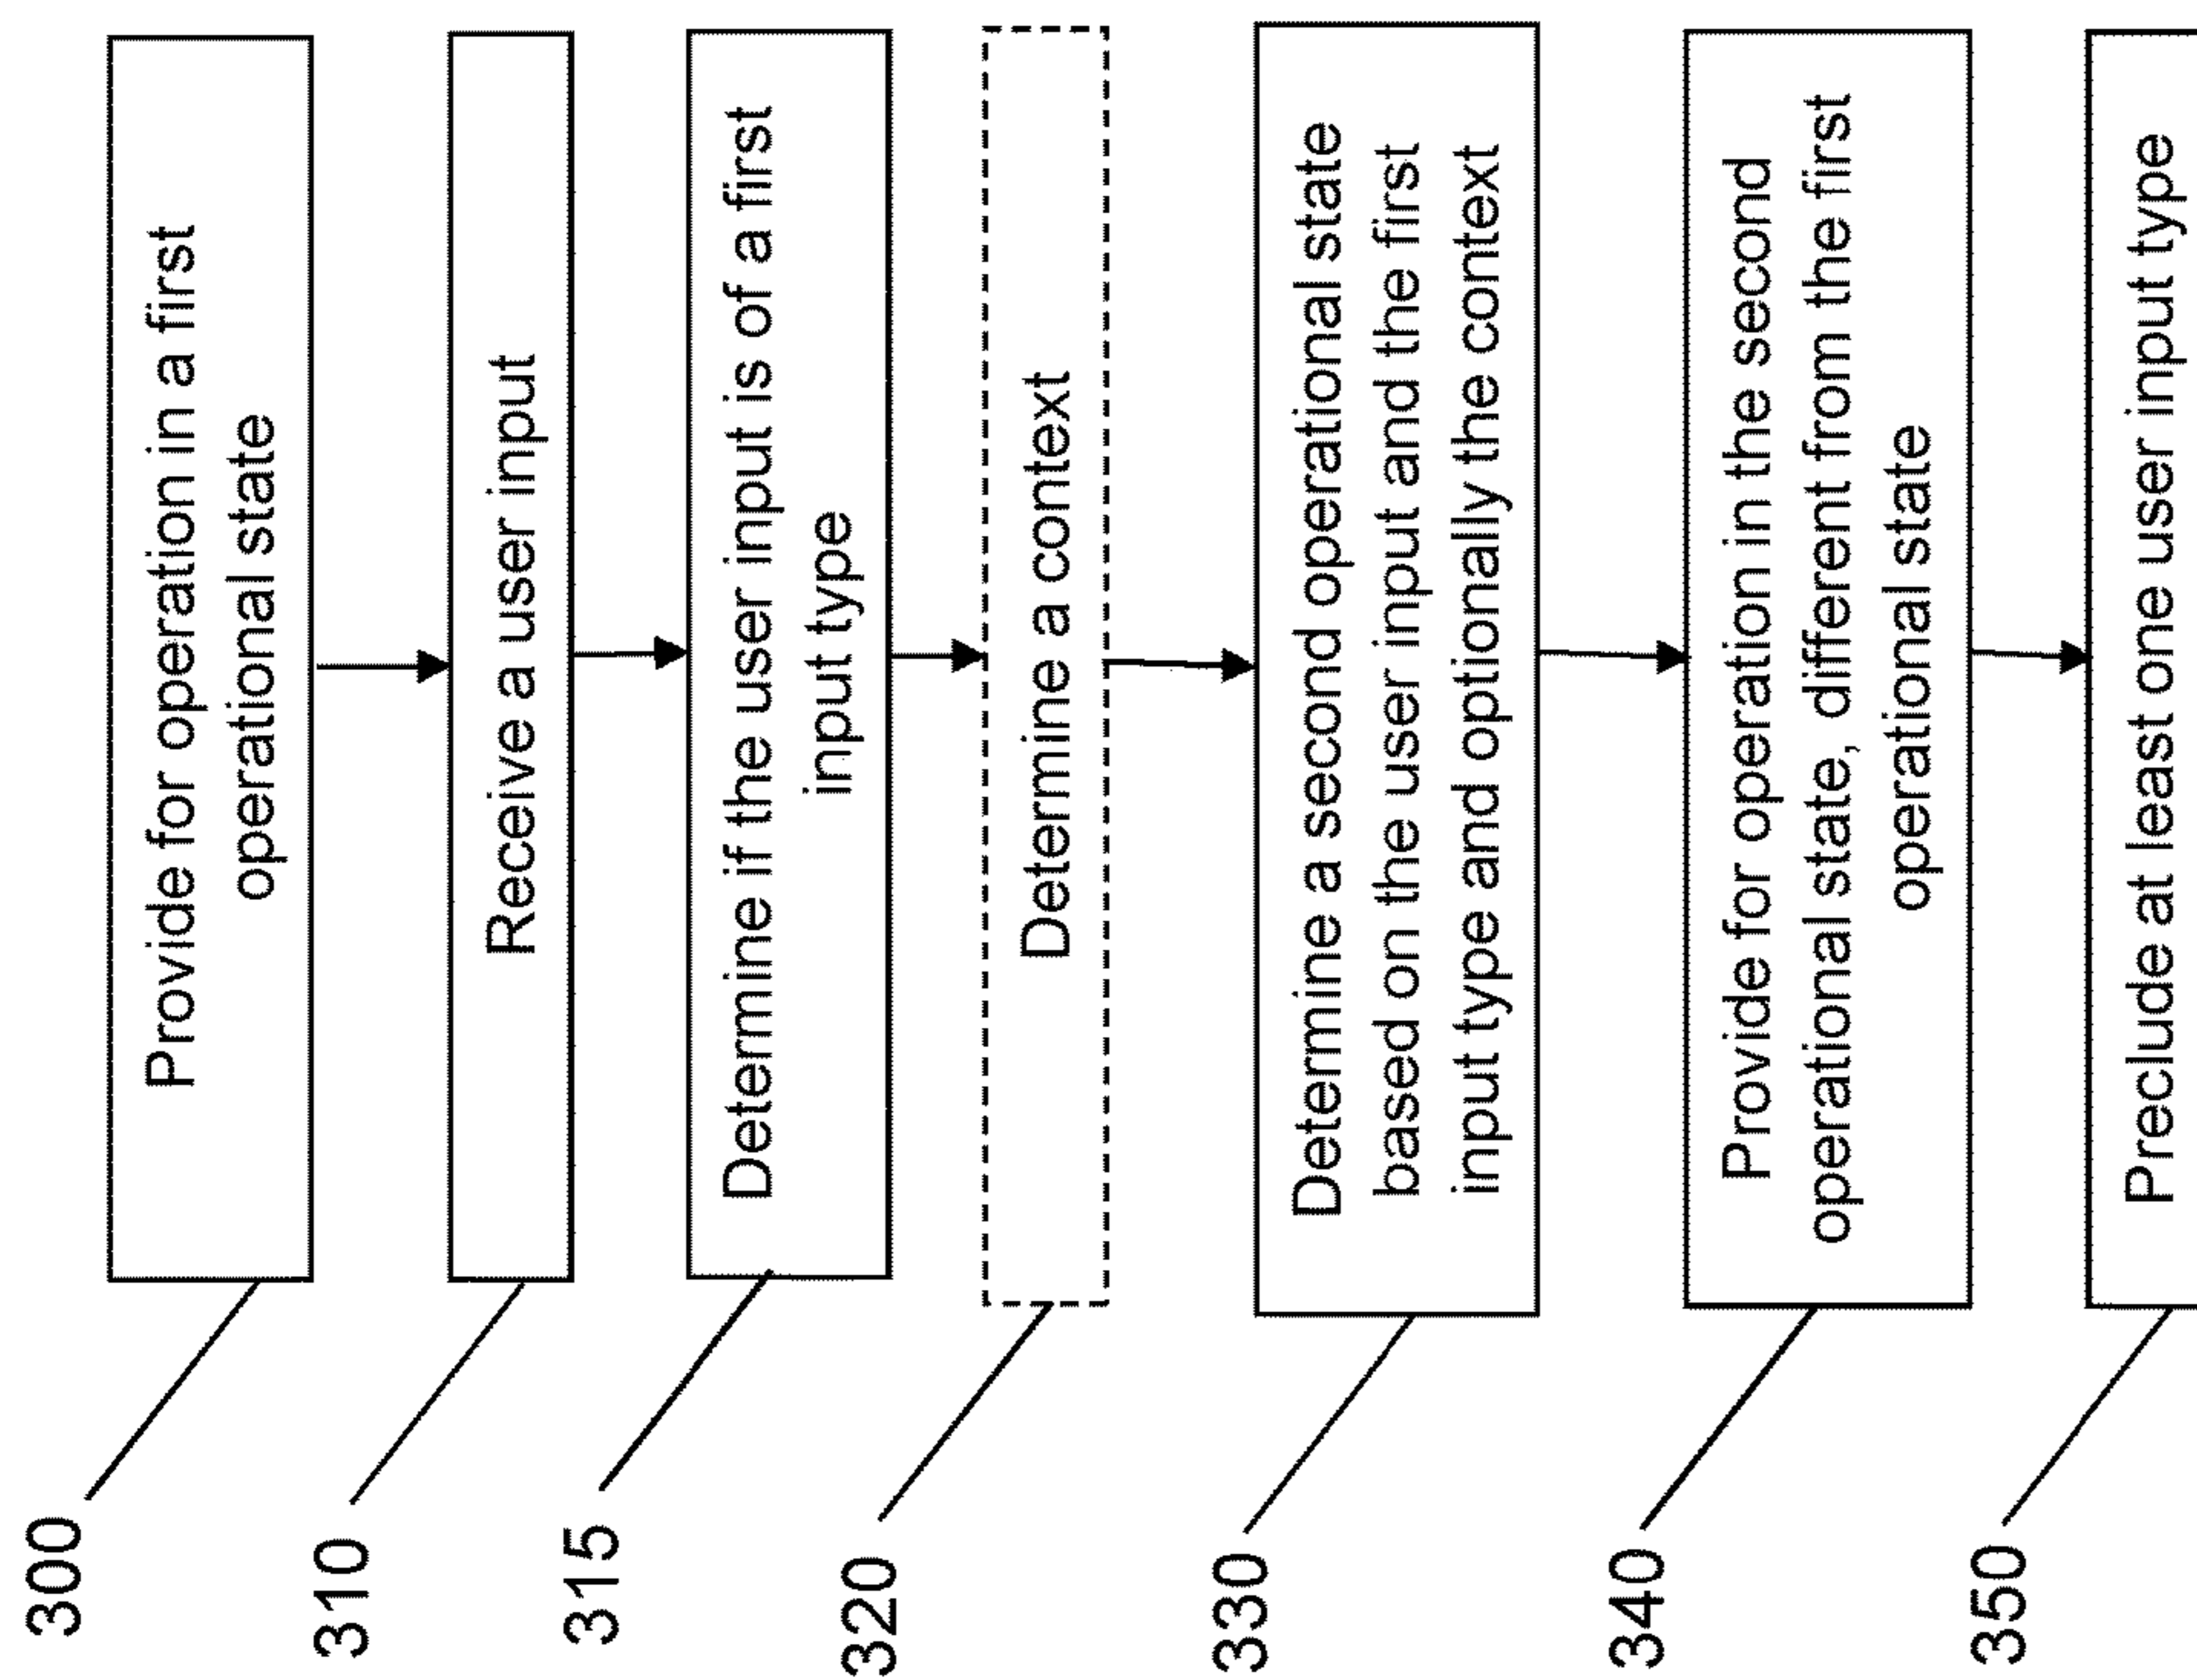 300
Provide for operation in a first
operational state
310
Receive a user input
315
Determine if the user input is of a first
input type
320
Determine a context
330
Determine a second operational state
based on the user input and the first
input type and optionally the context
340
Provide for operation in the second
operational state, different from the first
operational state
350
Preclude at least one user input type